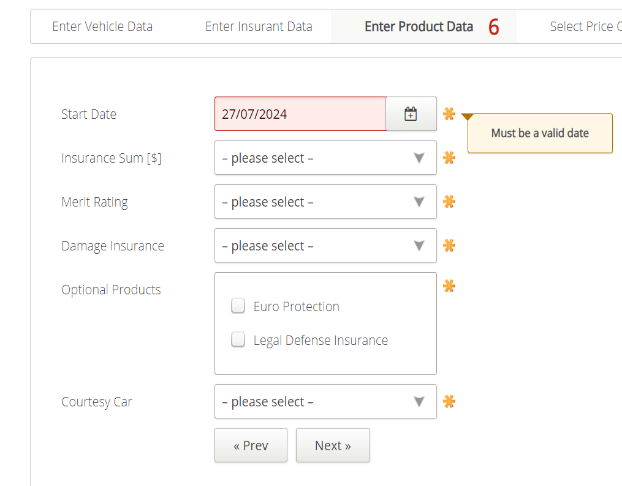 Enter Vehicle Data Enter Insurant Data Enter Product Data 6 Select Price
Start Date 27/07/2024
Must be a valid date
Insurance Sum [$] – please select –
Merit Rating – please select –
Damage Insurance – please select –
Optional Products
Euro Protection
Legal Defense Insurance
Courtesy Car – please select –
« Prev Next »